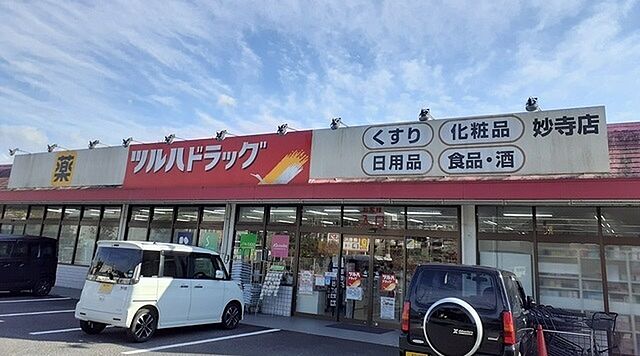 薬
ツルハドラッグ
くすり
化粧品
日用品
食品・酒
妙寺店